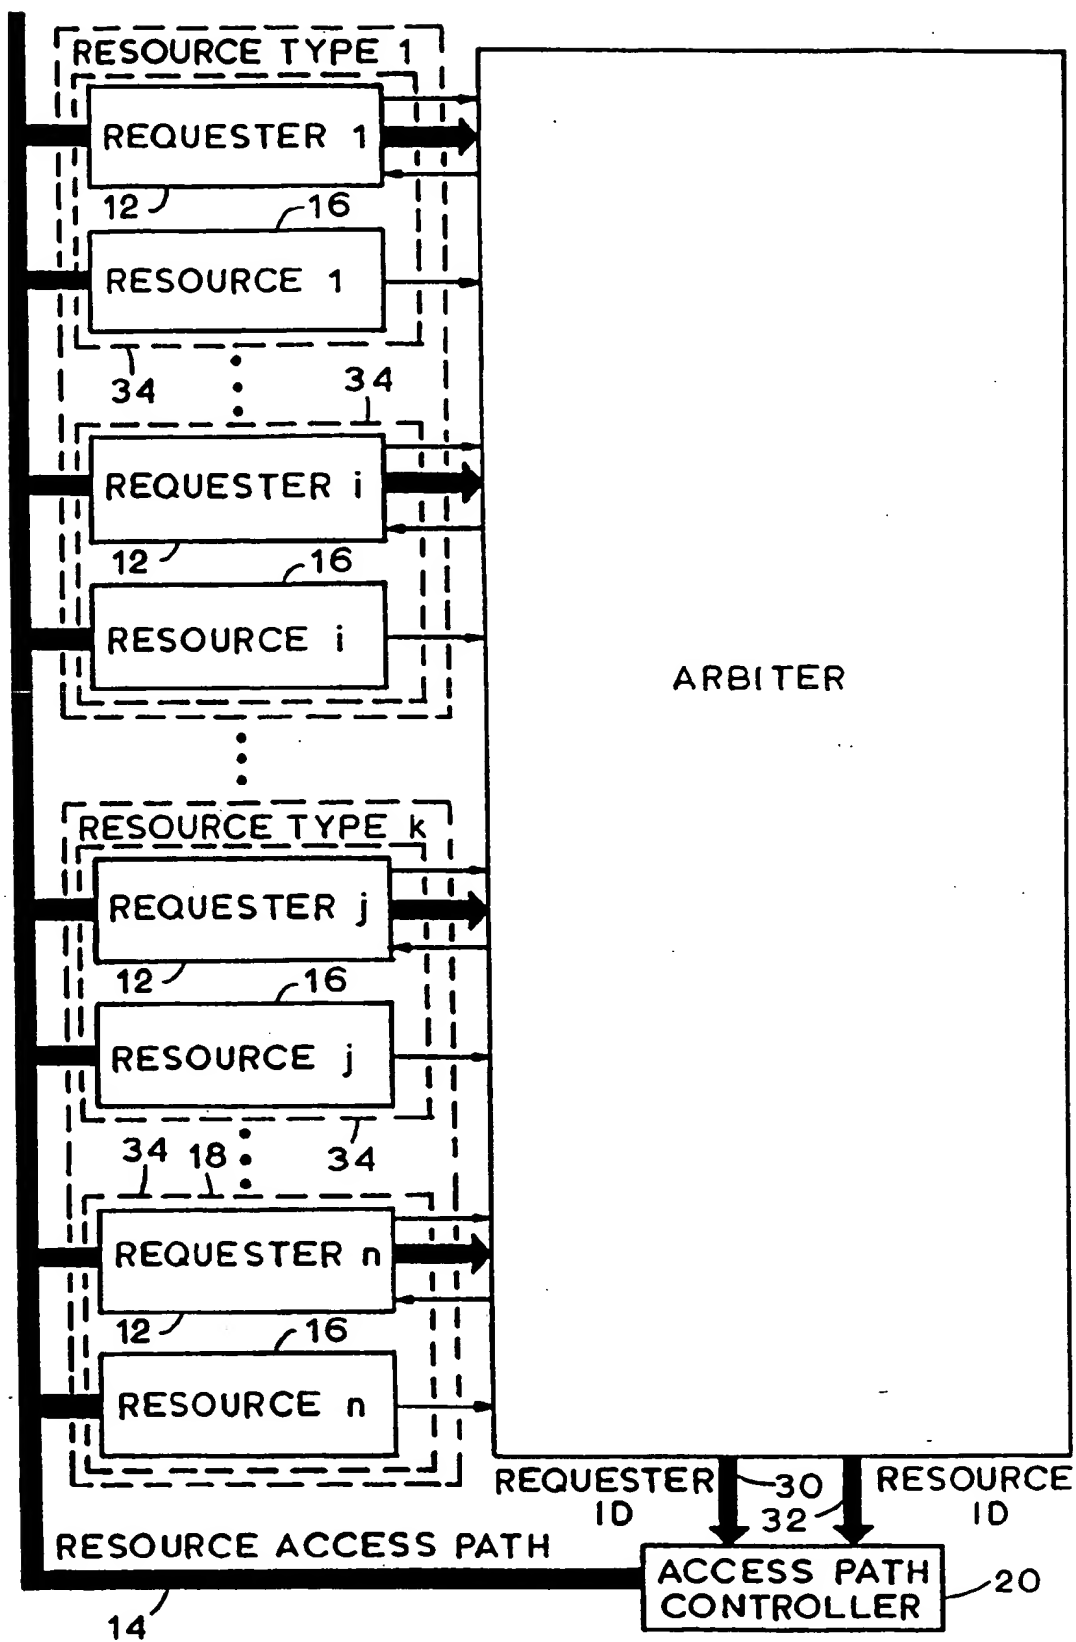 RESOURCE TYPE 1
REQUESTER 1
12
16
RESOURCE 1
34
34
REQUESTER i
12
16
RESOURCE i
ARBITER
RESOURCE TYPE k
REQUESTER j
12
16
RESOURCE j
34
18
34
REQUESTER n
12
16
RESOURCE n
REQUESTER
ID
30
32
RESOURCE
ID
RESOURCE ACCESS PATH
ACCESS PATH
CONTROLLER
20
14